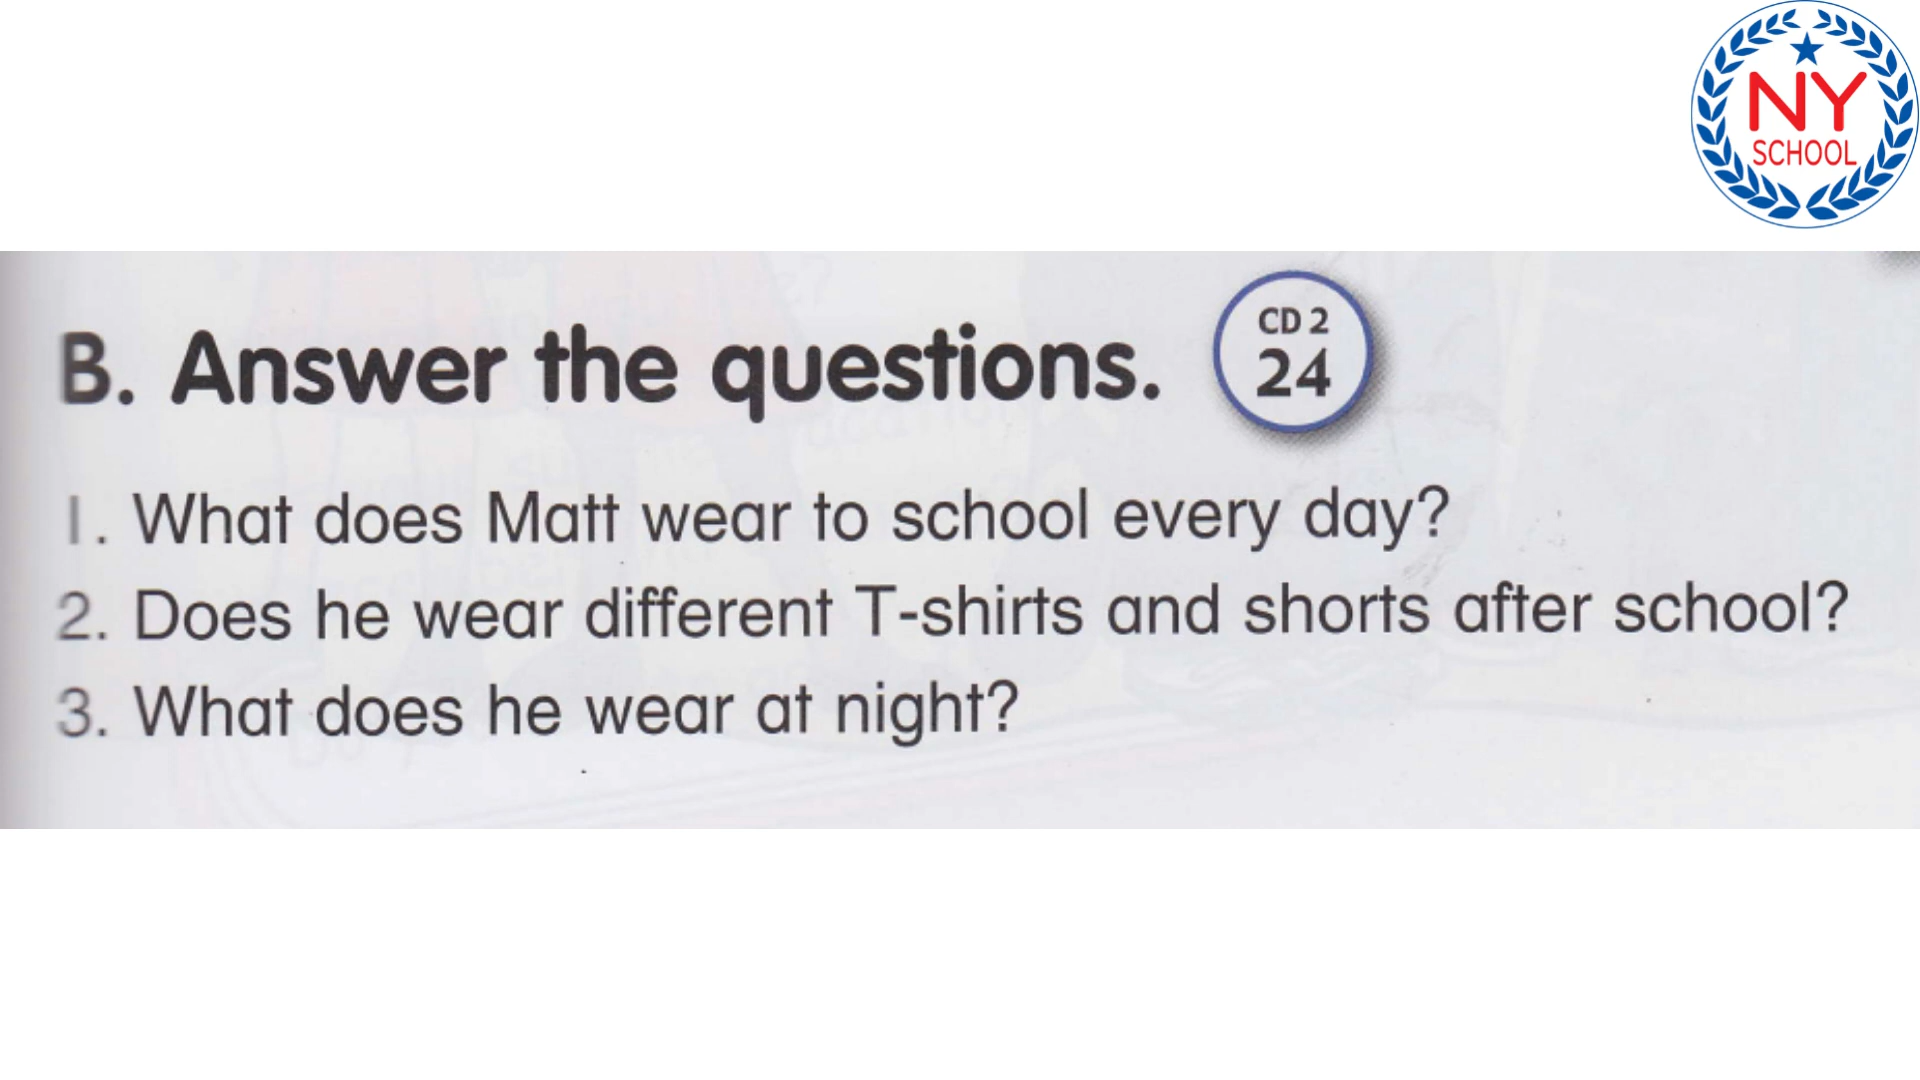 NY
SCHOOL
B. Answer the questions.
CD 2
24
1. What does Matt wear to school every day?
2. Does he wear different T-shirts and shorts after school?
3. What does he wear at night?